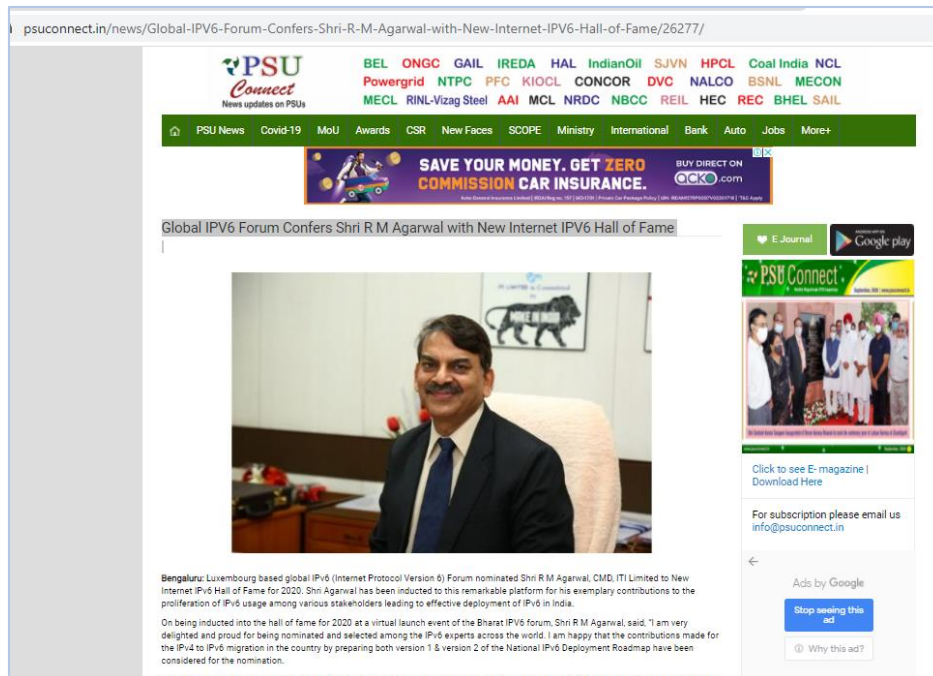 psuconnect.in/news/Global-IPV6-Forum-Confers-Shri-R-M-Agarwal-with-New-Internet-IPV6-Hall-of-Fame/26277/
PSU
Connect
News updates on PSUs
BEL ONGC GAIL IREDA HAL IndianOil SJVN HPCL Coal India NCL
Powergrid NTPC PFC KIOCL CONCOR DVC NALCO BSNL MECON
MECL RINL-Vizag Steel AAI MCL NRDC NBCC REIL HEC REC BHEL SAIL
PSU News Covid-19 MoU Awards CSR New Faces SCOPE Ministry International Bank Auto Jobs More+
SAVE YOUR MONEY. GET ZERO
COMMISSION CAR INSURANCE.
BUY DIRECT ON
ACKO.com
Global IPV6 Forum Confers Shri R M Agarwal with New Internet IPV6 Hall of Fame
E Journal
Google play
PSU Connect
MAKE IN INDIA
Click to see E- magazine |
Download Here
For subscription please email us
info@psuconnect.in
Ads by Google
Stop seeing this
ad
Why this ad?
Bengaluru: Luxembourg based global IPv6 (Internet Protocol Version 6) Forum nominated Shri R M Agarwal, CMD, ITI Limited to New
Internet IPv6 Hall of Fame for 2020. Shri Agarwal has been inducted to this remarkable platform for his exemplary contributions to the
proliferation of IPv6 usage among various stakeholders leading to effective deployment of IPv6 in India.
On being inducted into the hall of fame for 2020 at a virtual launch event of the Bharat IPV6 forum, Shri R M Agarwal, said, "I am very
delighted and proud for being nominated and selected among the IPv6 experts across the world. I am happy that the contributions made for
the IPv4 to IPv6 migration in the country by preparing both version 1 & version 2 of the National IPv6 Deployment Roadmap have been
considered for the nomination.